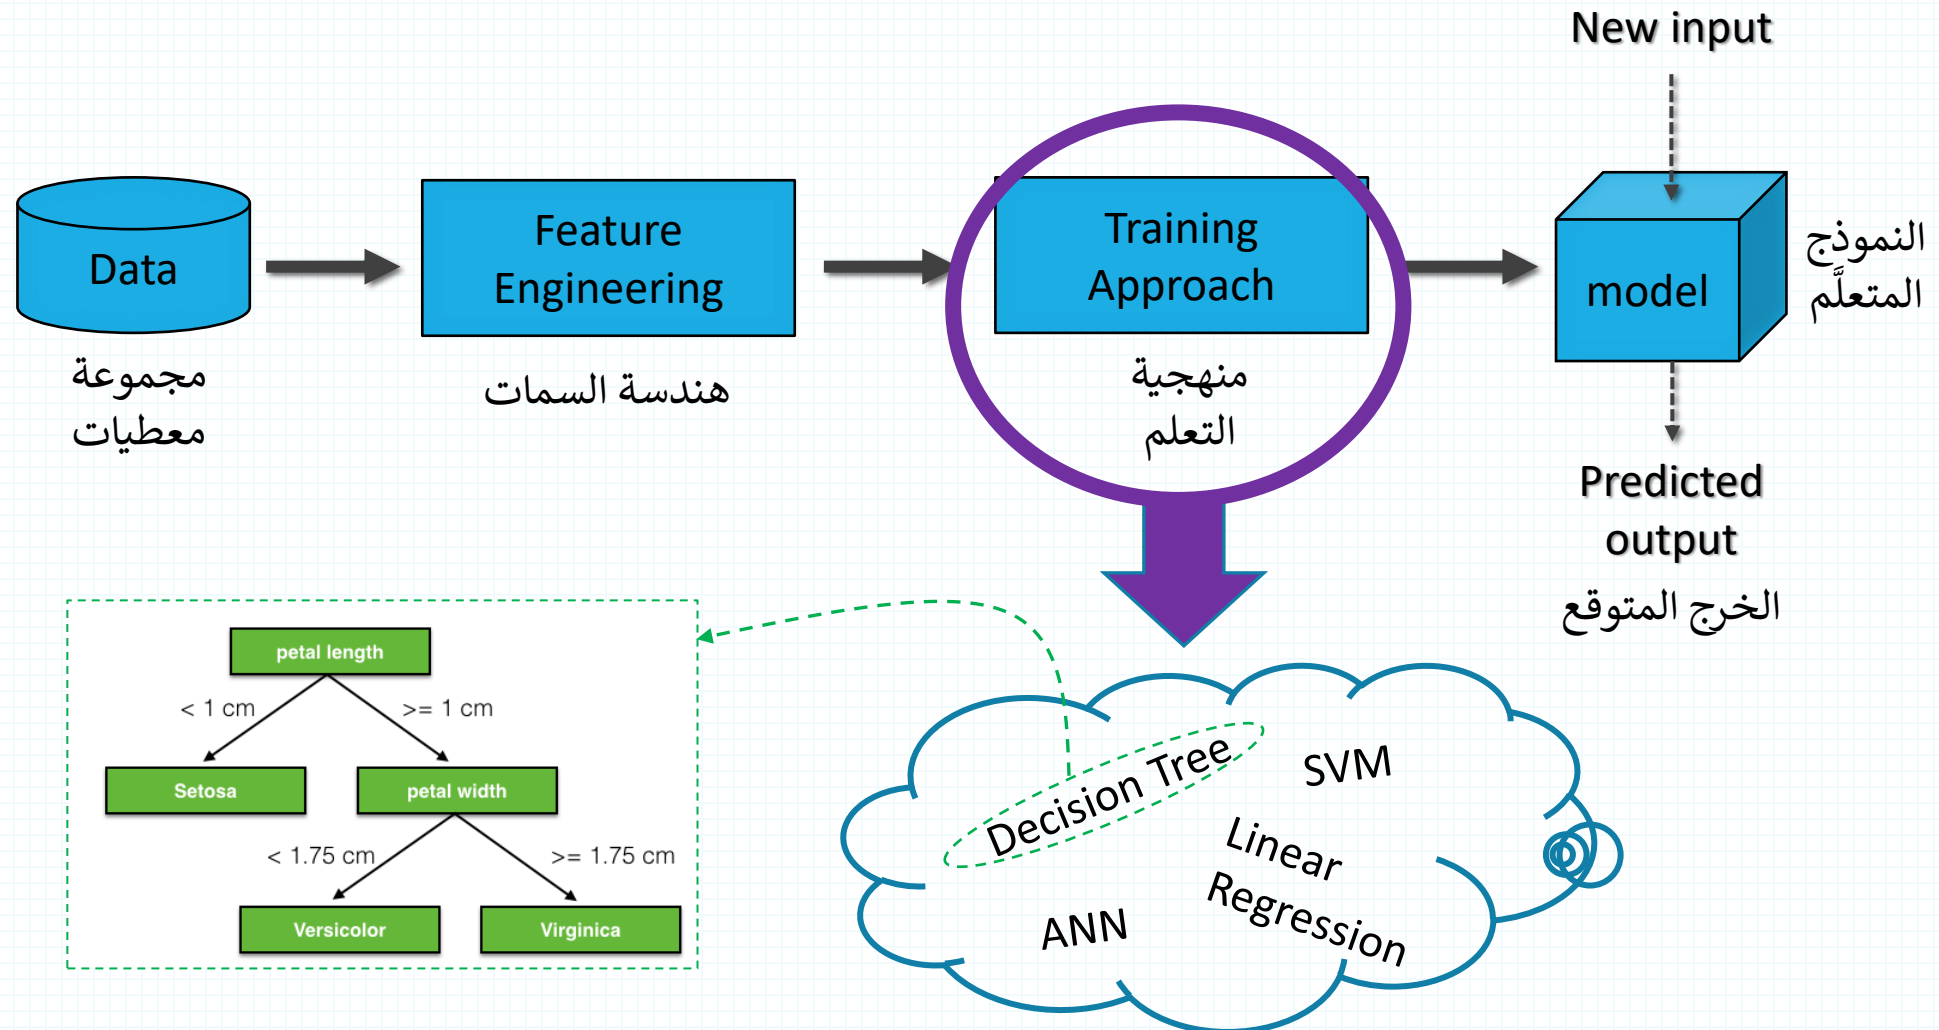 New input
Data
مجموعة
معطيات
Feature
Engineering
هندسة السمات
Training
Approach
منهجية
التعلم
model
النموذج
المتعلَّم
Predicted
output
الخرج المتوقع
petal length
< 1 cm
>= 1 cm
Setosa
petal width
< 1.75 cm
>= 1.75 cm
Versicolor
Virginica
Decision Tree
SVM
Linear
Regression
ANN